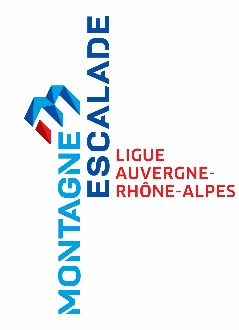 MONTAGNE
ESCALADE
LIGUE
AUVERGNE-
RHÔNE-ALPES